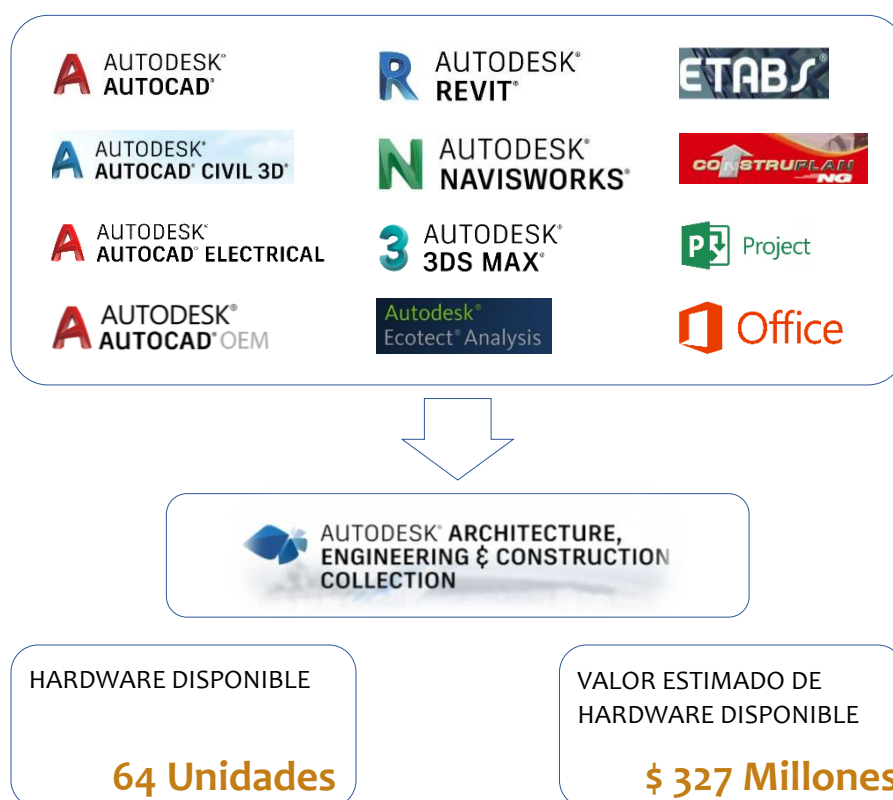 AUTODESK®
AUTOCAD®
AUTODESK®
REVIT®
ETABS®
AUTODESK®
AUTOCAD® CIVIL 3D®
AUTODESK®
NAVISWORKS®
CONSTRUPLAN
NG
AUTODESK®
AUTOCAD® ELECTRICAL
3
AUTODESK®
3DS MAX®
P
Project
AUTODESK®
AUTOCAD® OEM
Autodesk®
Ecotect® Analysis
Office
AUTODESK® ARCHITECTURE,
ENGINEERING & CONSTRUCTION
COLLECTION
HARDWARE DISPONIBLE
64 Unidades
VALOR ESTIMADO DE
HARDWARE DISPONIBLE
$ 327 Millones